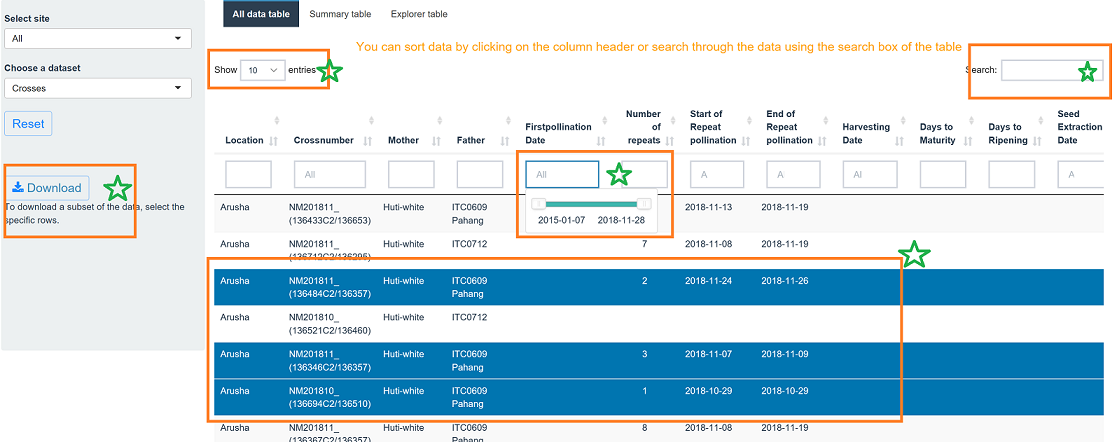 Select site
All
Choose a dataset
Crosses
Reset
Download
To download a subset of the data, select the
specific rows.
All data table Summary table Explorer table
You can sort data by clicking on the column header or search through the data using the search box of the table
Show 10 entries
Search:
Location Crossnumber Mother Father Firstpollination Date Number of repeats Start of Repeat pollination End of Repeat pollination Harvesting Date Days to Maturity Days to Ripening Seed Extraction Date
All All A A Al A
2015-01-07 2018-11-28
Arusha NM201811_ Huti-white ITC0609 2018-11-13 2018-11-19
(136433C2/136653) Pahang
Arusha NM201811_ Huti-white ITC0712 7 2018-11-08 2018-11-19
(136712C2/136295)
Arusha NM201811_ Huti-white ITC0609 2 2018-11-24 2018-11-26
(136484C2/136357) Pahang
Arusha NM201810_ Huti-white ITC0712
(136521C2/136460)
Arusha NM201811_ Huti-white ITC0609 3 2018-11-07 2018-11-09
(136346C2/136357) Pahang
Arusha NM201810_ Huti-white ITC0609 1 2018-10-29 2018-10-29
(136694C2/136510) Pahang
Arusha NM201811_ Huti-white ITC0609 8 2018-11-08 2018-11-19
(136367C2/136357) Pahang